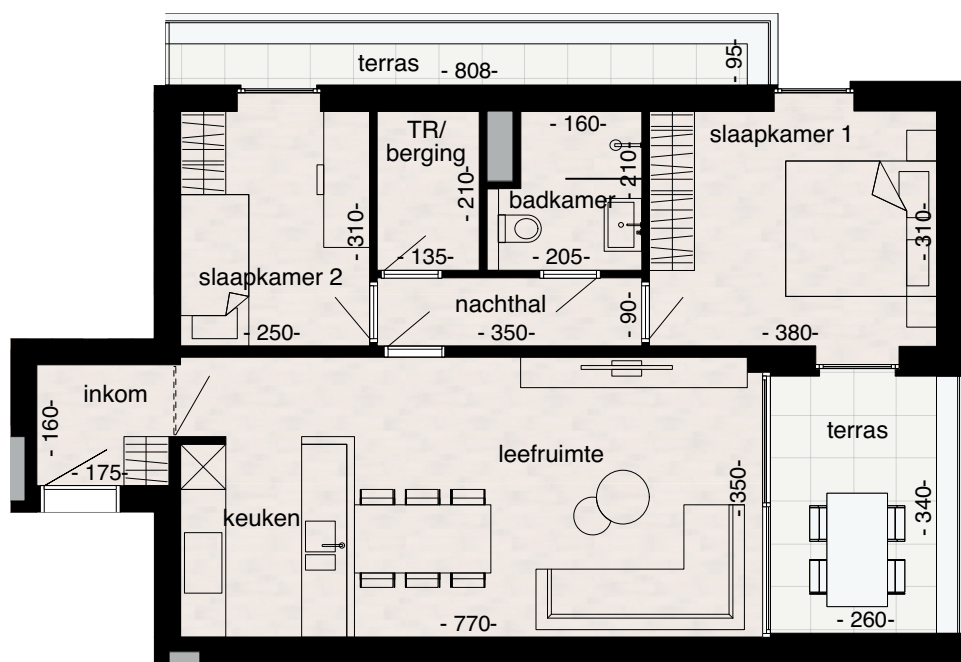 terras
- 808-
- 95-
TR/
berging
- 210-
- 135-
- 160-
- 210-
badkamer
- 205-
slaapkamer 1
- 310-
- 380-
- 310-
slaapkamer 2
- 250-
nachthal
- 350-
- 90-
inkom
- 160-
- 175-
leefruimte
keuken
- 350-
- 770-
terras
- 340-
- 260-